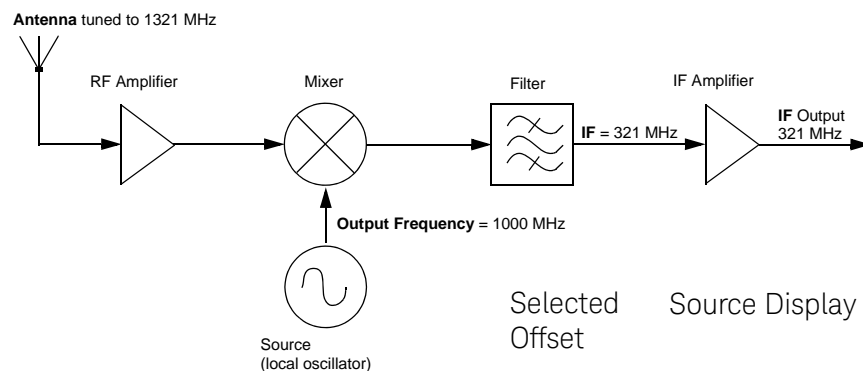 Antenna tuned to 1321 MHz
RF Amplifier
Mixer
Filter
IF Amplifier
IF = 321 MHz
IF Output
321 MHz
Output Frequency = 1000 MHz
Source
(local oscillator)
Selected
Offset
Source Display